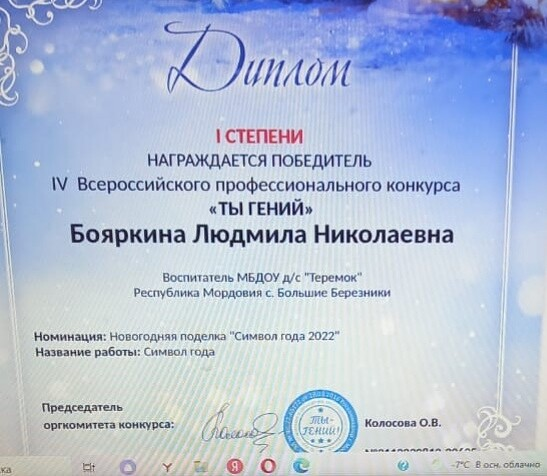 Диплом
I СТЕПЕНИ
НАГРАЖДАЕТСЯ ПОБЕДИТЕЛЬ
IV Всероссийского профессионального конкурса
«ТЫ ГЕНИЙ»
Бояркина Людмила Николаевна
Воспитатель МБДОУ д/с "Теремок"
Республика Мордовия с. Большие Березники
Номинация: Новогодняя поделка "Символ года 2022"
Название работы: Символ года
Председатель
оргкомитета конкурса:
ТЫ-
ГЕНИЙ!
Колосова О.В.
-7°C В осн. облачно